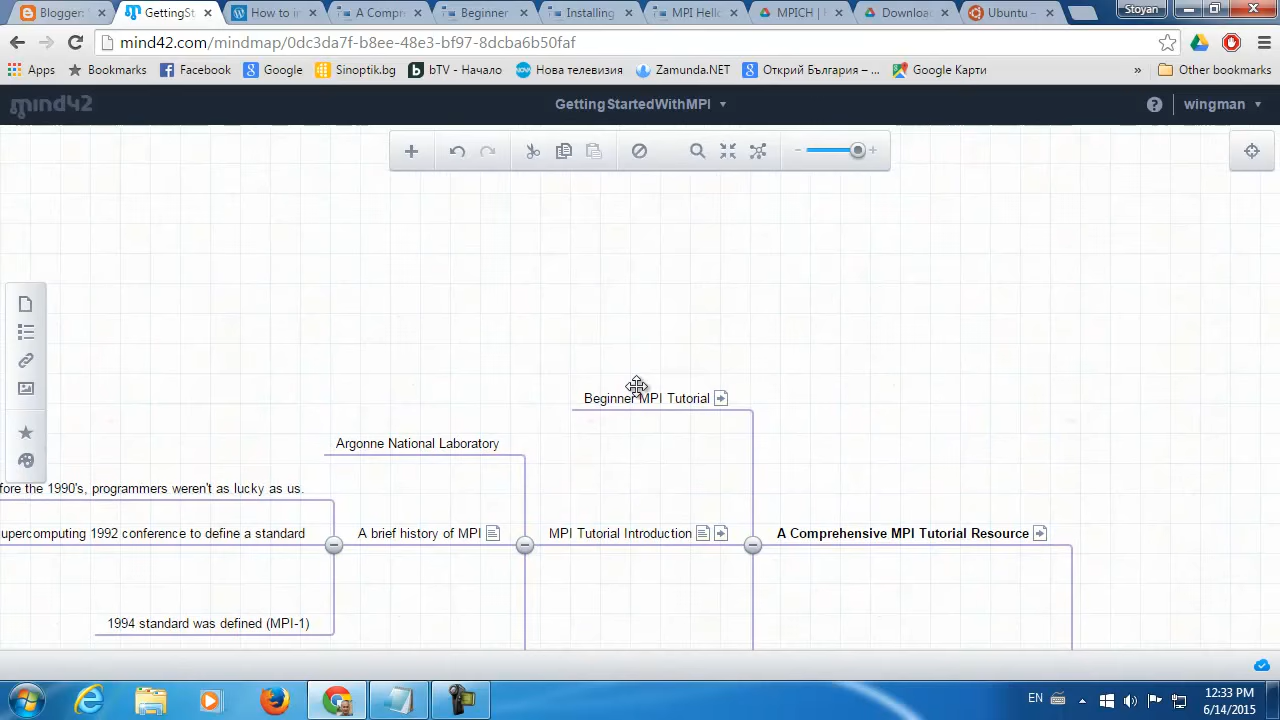 Blogger:
GettingSt
How to in
A Compr
Beginner
Installing
MPI Hello
MPICH |
Download
Ubuntu –
Stoyan
mind42.com/mindmap/0dc3da7f-b8ee-48e3-bf97-8dcba6b50faf
Apps Bookmarks Facebook Google Sinoptik.bg bTV - Начало Нова телевизия Zamunda.NET Открий България – ... Google Карти » Other bookmarks
mind42 GettingStartedWithMPI wingman
Beginner MPI Tutorial
Argonne National Laboratory
fore the 1990's, programmers weren't as lucky as us.
upercomputing 1992 conference to define a standard
A brief history of MPI
MPI Tutorial Introduction
A Comprehensive MPI Tutorial Resource
1994 standard was defined (MPI-1)
EN
12:33 PM
6/14/2015